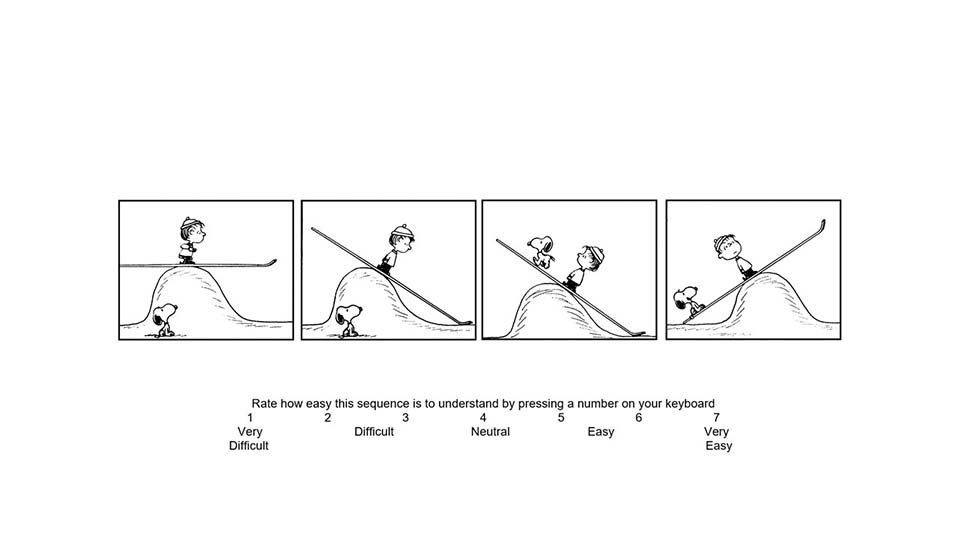 Rate how easy this sequence is to understand by pressing a number on your keyboard
1 2 3 4 5 6 7
Very Difficult Neutral Easy Very
Difficult Easy